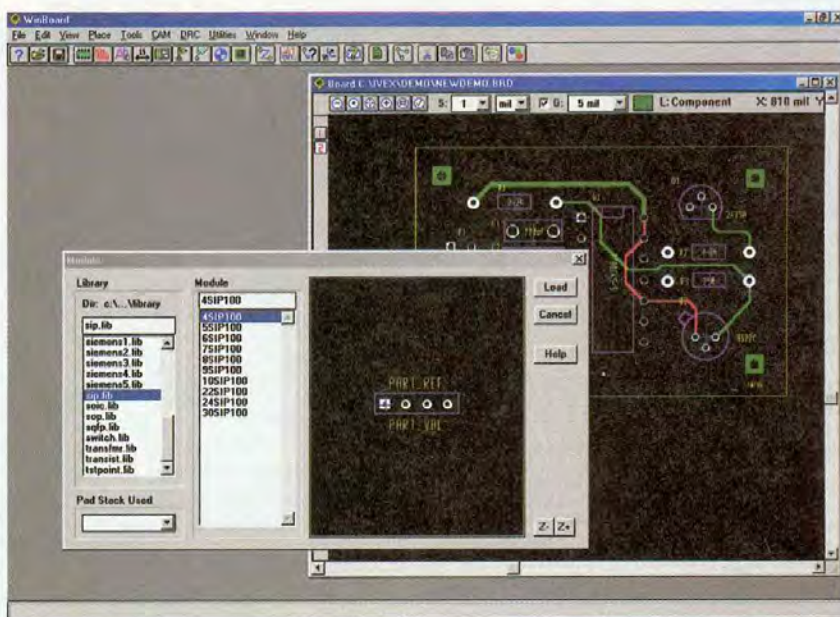 WinBoard
File Edit View Place Tools CAM DRC Utilities Window Help
Board C:\IVEX\DEMO\NEWDEMO.BRD
S: 1 mil G: 5 mil L: Component X: 810 mil Y
1
2
Module
Library
Module
Dir: c:\...\library
sip.lib
siemens1.lib
siemens2.lib
siemens3.lib
siemens4.lib
siemens5.lib
sip.lib
soic.lib
sop.lib
sqfp.lib
switch.lib
transfmr.lib
transist.lib
tstpoint.lib
Pad Stack Used
4SIP100
4SIP100
5SIP100
6SIP100
7SIP100
8SIP100
9SIP100
10SIP100
22SIP100
24SIP100
30SIP100
PART_REF
PART_VAL
Load
Cancel
Help
Z- Z+